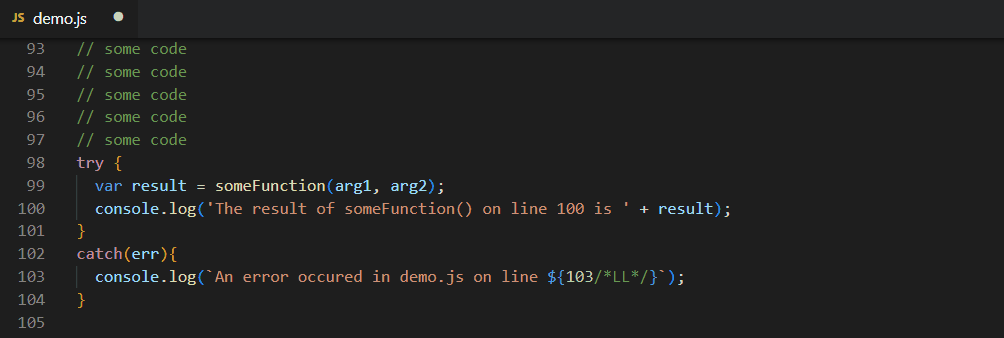 JS demo.js
93 // some code
94 // some code
95 // some code
96 // some code
97 // some code
98 try {
99 var result = someFunction(arg1, arg2);
100 console.log('The result of someFunction() on line 100 is ' + result);
101 }
102 catch(err){
103 console.log(`An error occured in demo.js on line ${103/*LL*/}`);
104 }
105